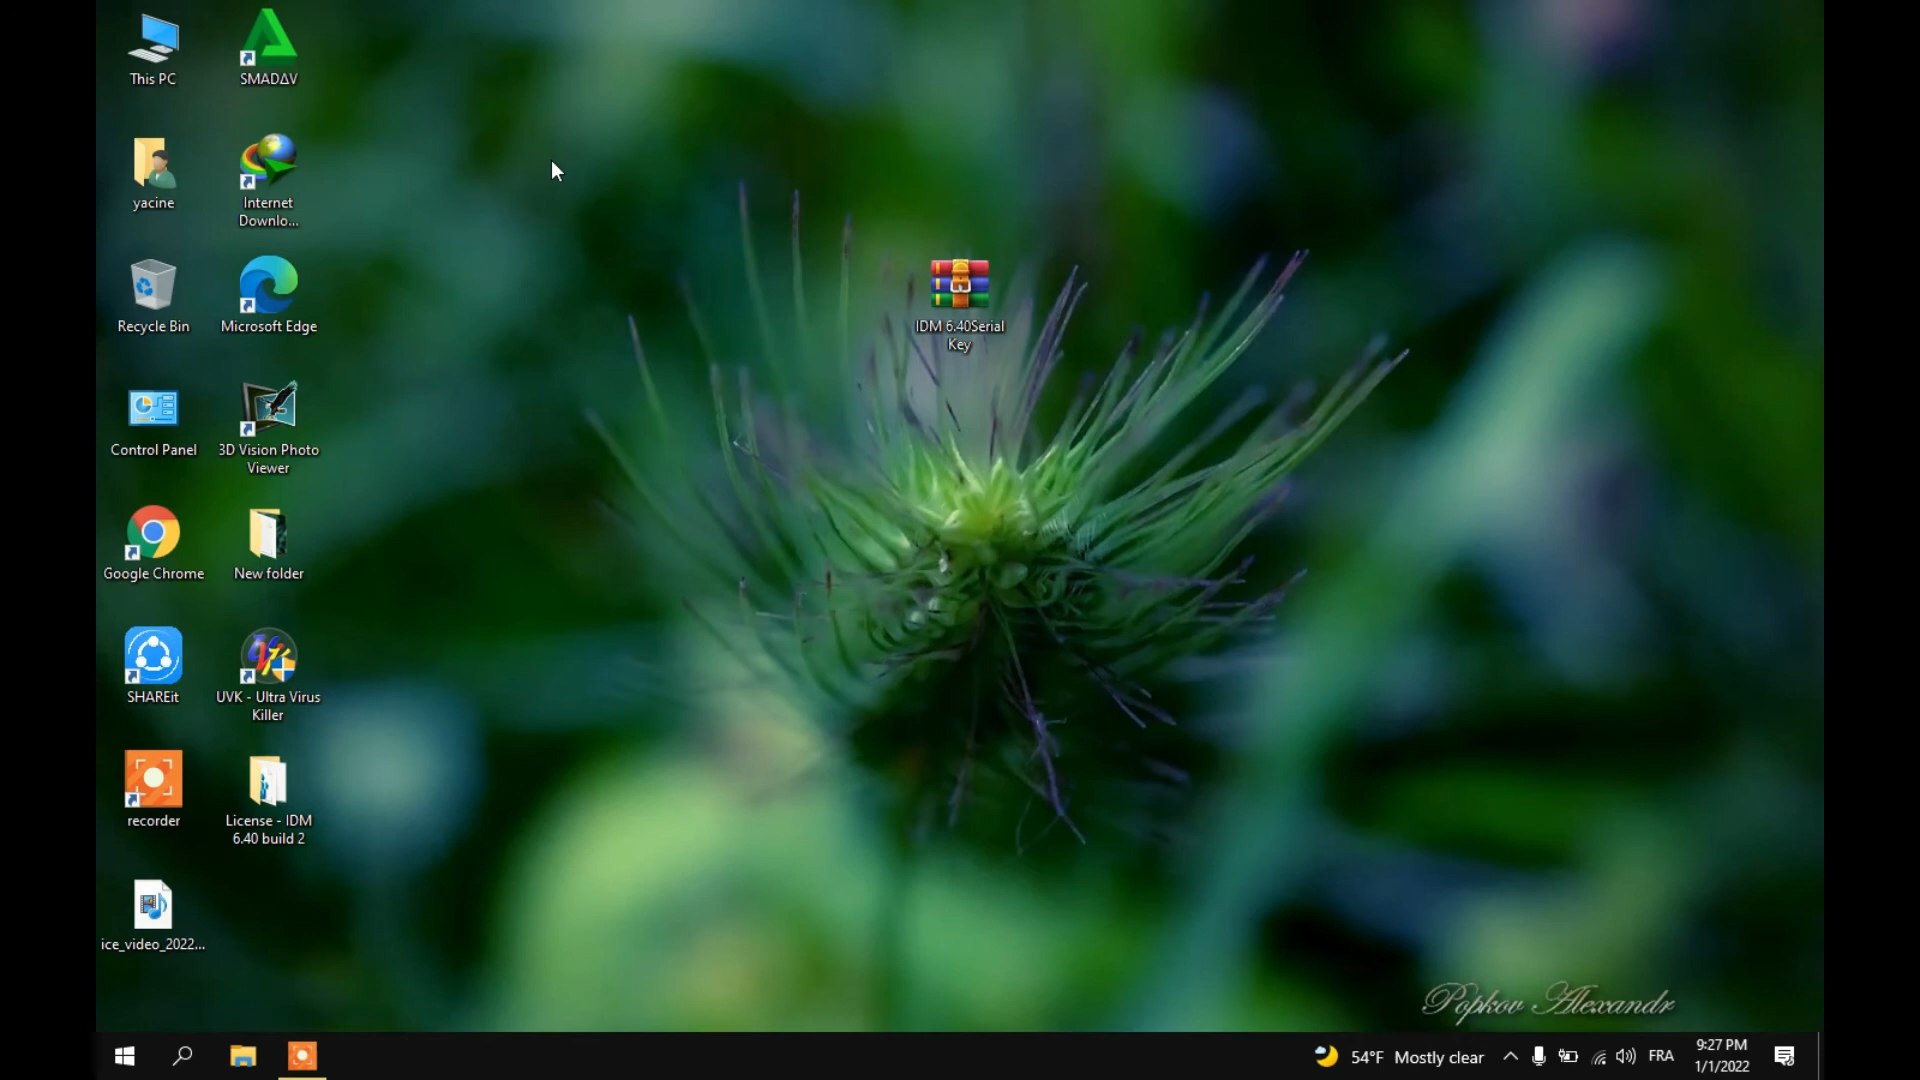 This PC
SMADΔV
yacine
Internet
Downlo...
Recycle Bin
Microsoft Edge
IDM 6.40Serial
Key
Control Panel
3D Vision Photo
Viewer
Google Chrome
New folder
SHAREit
UVK - Ultra Virus
Killer
recorder
License - IDM
6.40 build 2
ice_video_2022...
Popkov Alexandr
54°F Mostly clear
FRA
9:27 PM
1/1/2022